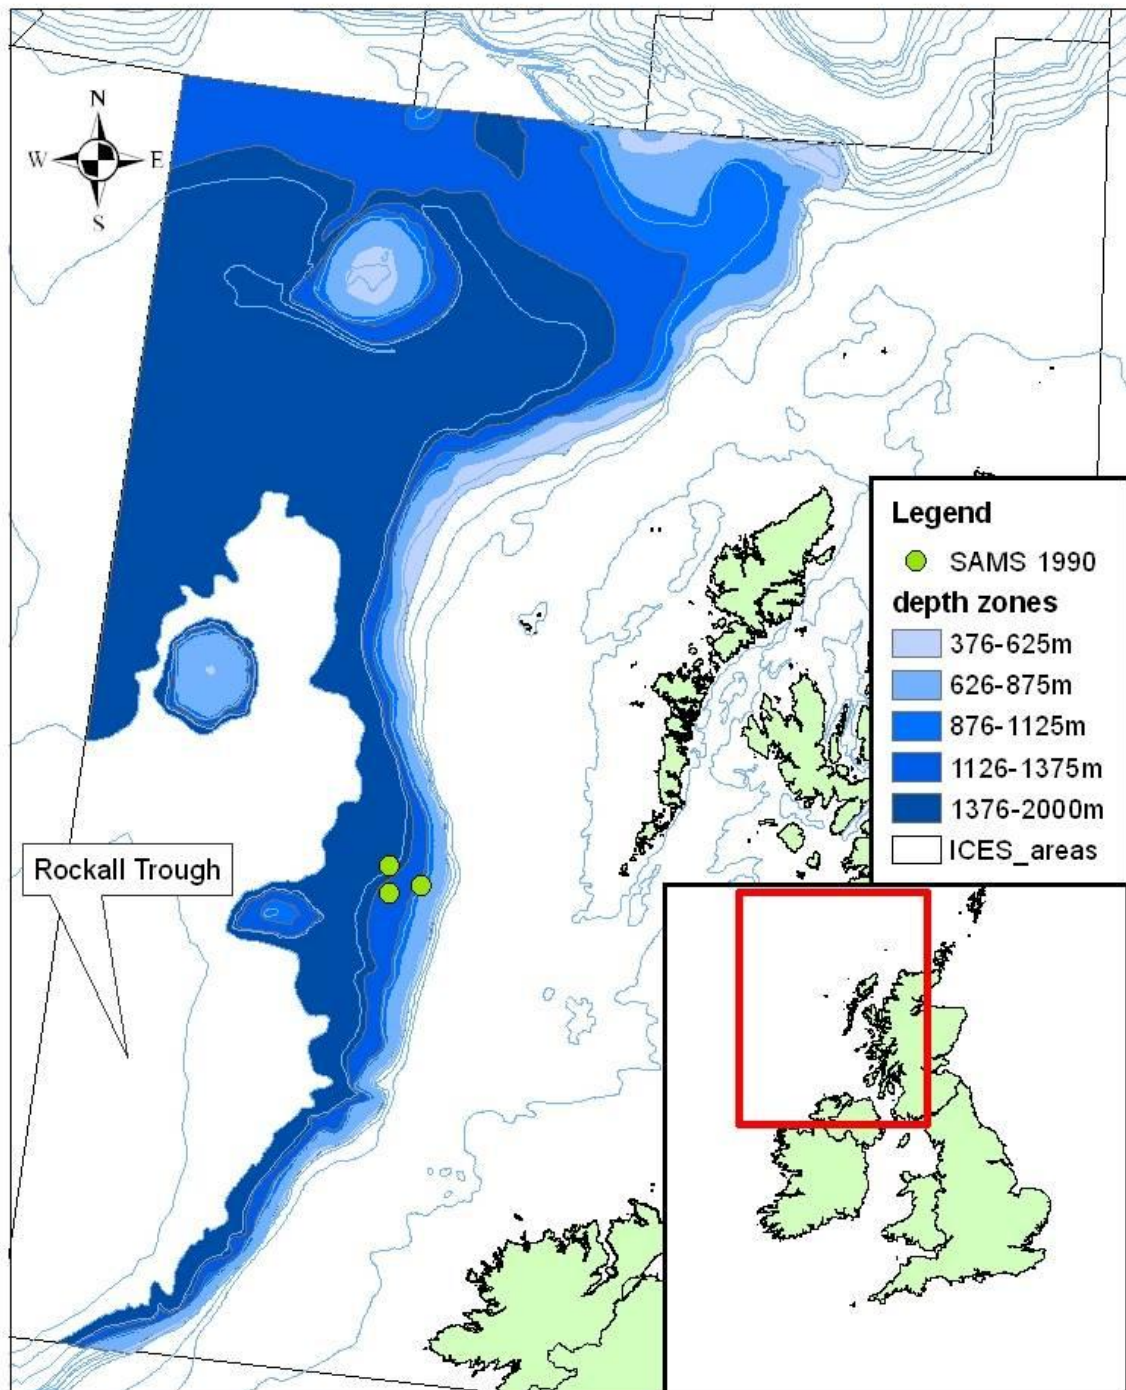 N
W E
S
Legend
SAMS 1990
depth zones
376-625m
626-875m
876-1125m
1126-1375m
1376-2000m
ICES_areas
Rockall Trough